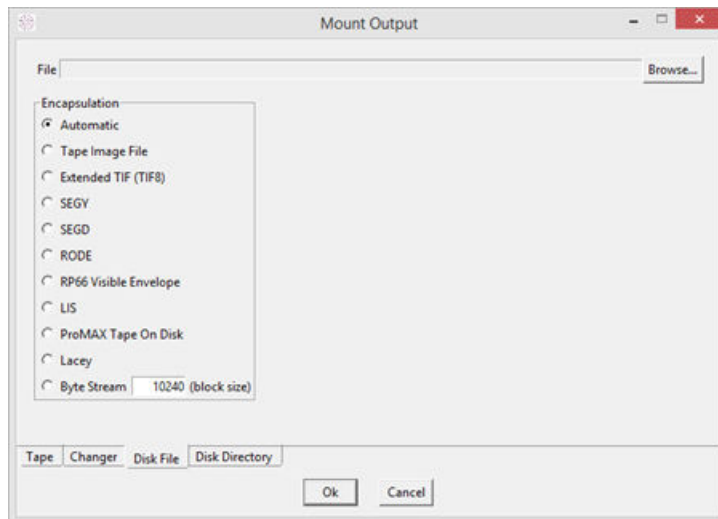 Mount Output
File
Browse...
Encapsulation
Automatic
Tape Image File
Extended TIF (TIF8)
SEGY
SEGD
RODE
RP66 Visible Envelope
LIS
ProMAX Tape On Disk
Lacey
Byte Stream 10240 (block size)
Tape Changer Disk File Disk Directory
Ok Cancel